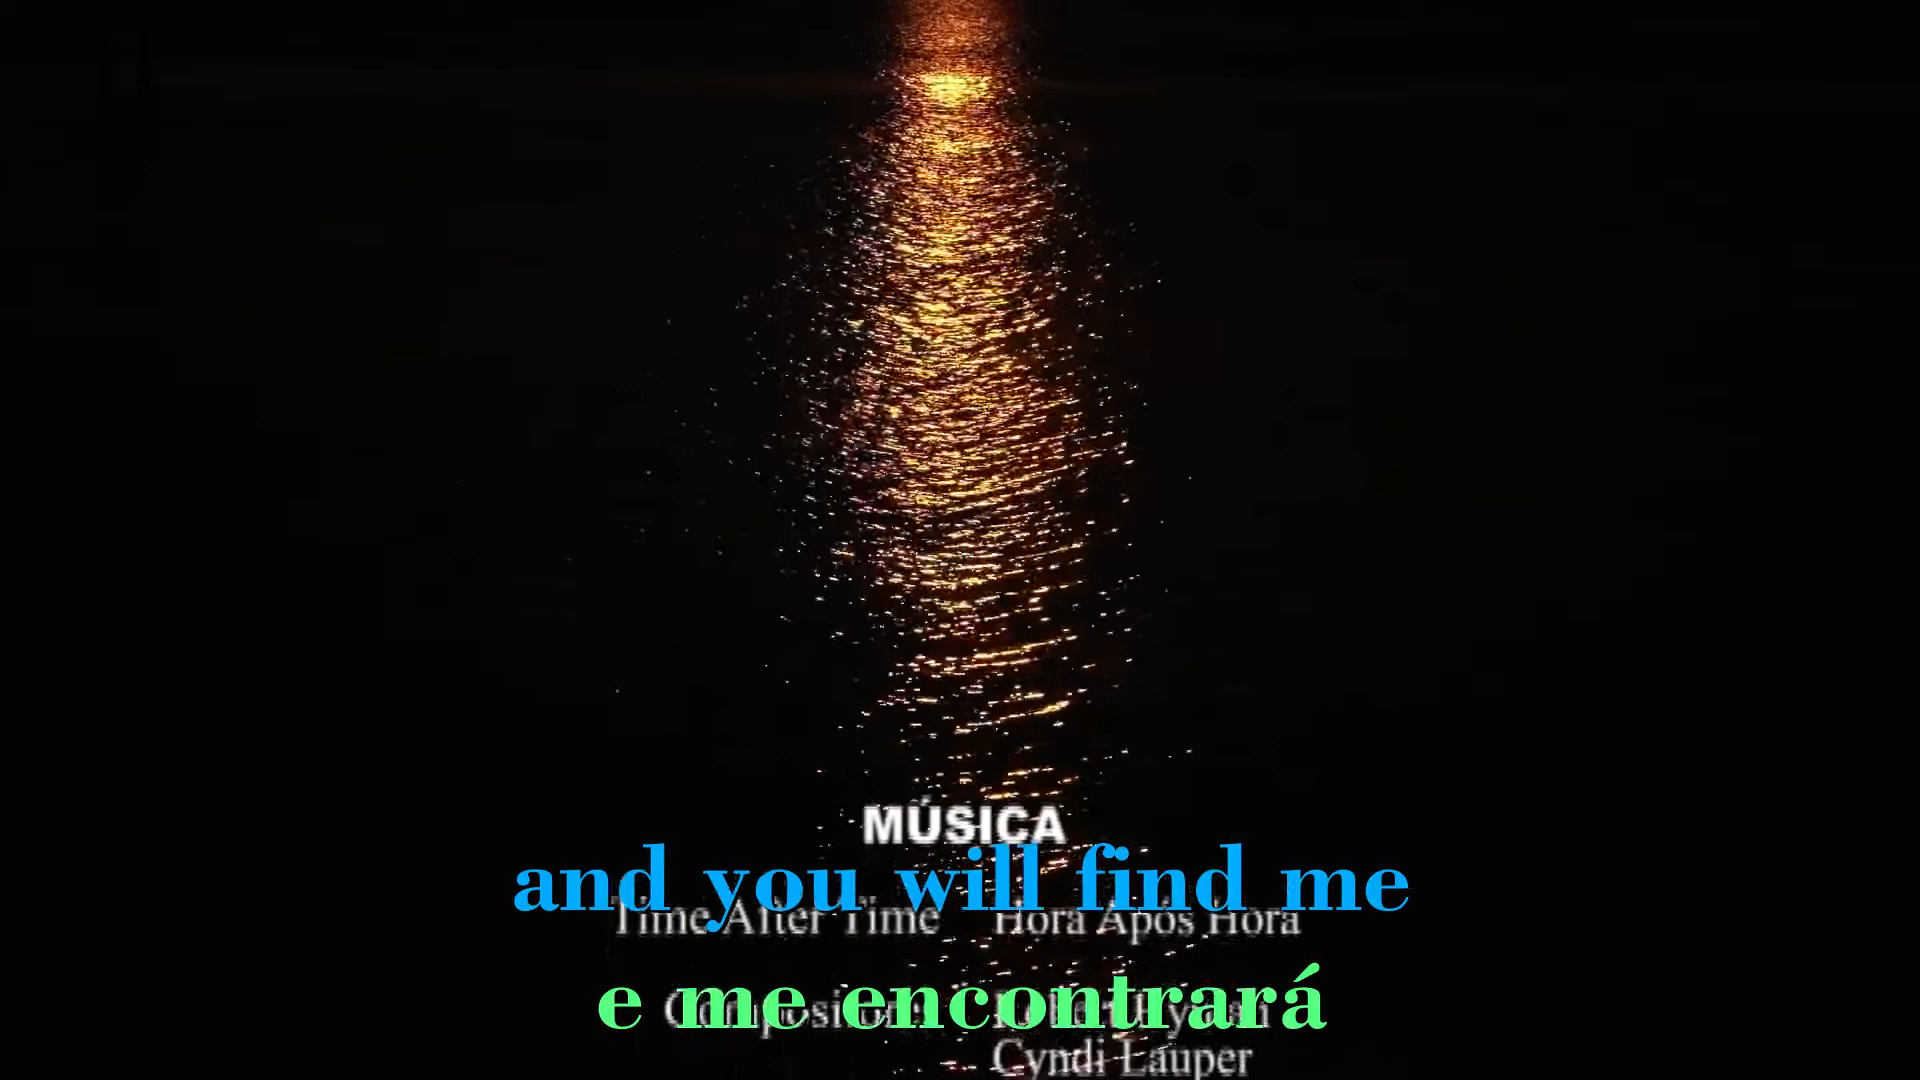 MÚSICA
and you will find me
Time After Time Hora Após Hora
e me encontrará
Cyndi Lauper